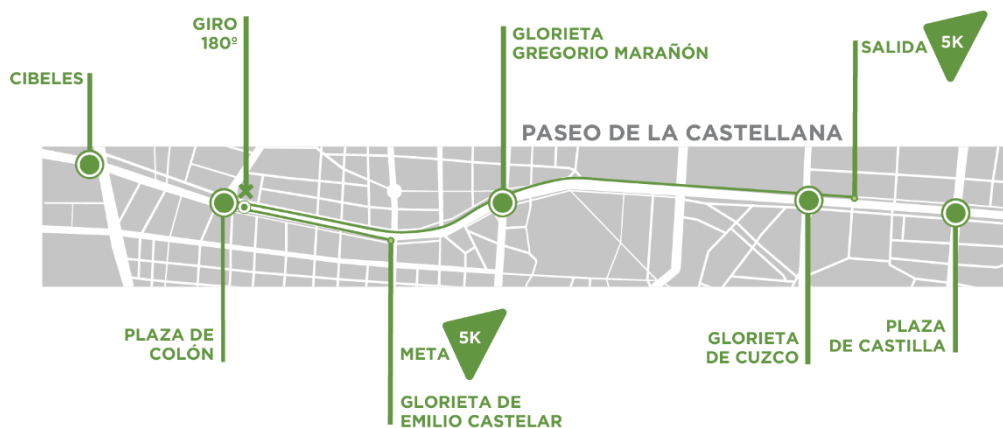 GIRO
180º
GLORIETA
GREGORIO MARAÑÓN
SALIDA
5K
CIBELES
PASEO DE LA CASTELLANA
PLAZA DE
COLÓN
META
5K
GLORIETA DE
EMILIO CASTELAR
GLORIETA
DE CUZCO
PLAZA
DE CASTILLA